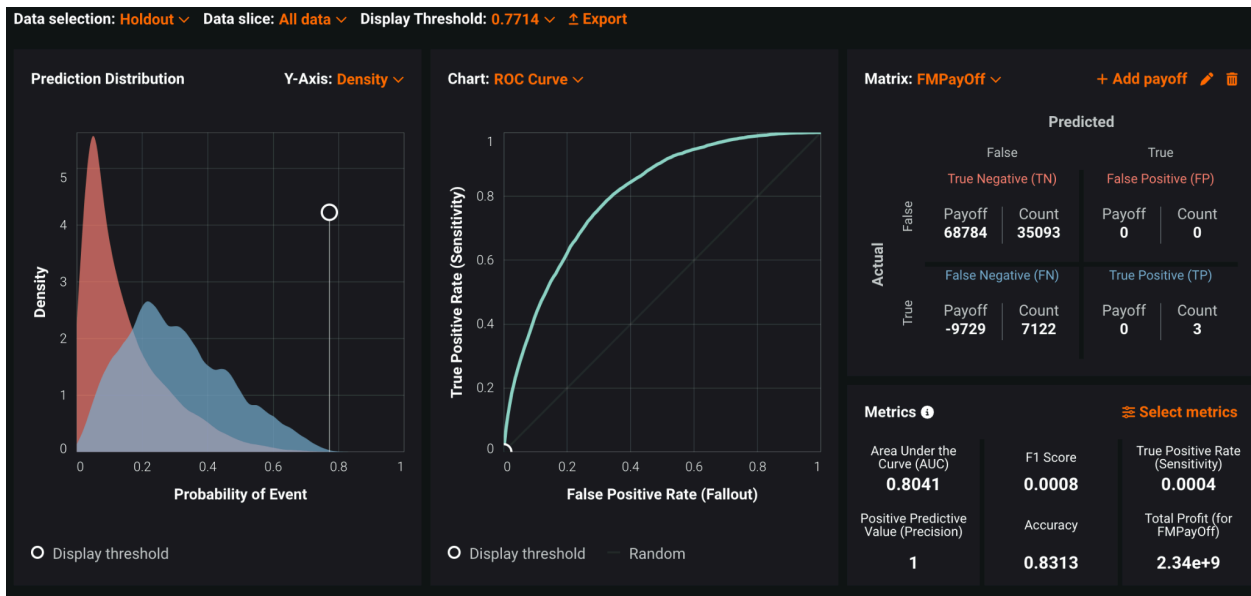 Data selection: Holdout Data slice: All data Display Threshold: 0.7714 Export
Prediction Distribution Y-Axis: Density
5
4
3
2
1
0
Density
0 0.2 0.4 0.6 0.8 1
Probability of Event
Display threshold
Chart: ROC Curve
1
0.8
0.6
0.4
0.2
0
True Positive Rate (Sensitivity)
0 0.2 0.4 0.6 0.8 1
False Positive Rate (Fallout)
Display threshold Random
Matrix: FMPayOff + Add payoff
Predicted
False True
Actual
False
True Negative (TN) False Positive (FP)
Payoff Count Payoff Count
68784 35093 0 0
True
False Negative (FN) True Positive (TP)
Payoff Count Payoff Count
-9729 7122 0 3
Metrics Select metrics
Area Under the
Curve (AUC)
0.8041
F1 Score
0.0008
True Positive Rate
(Sensitivity)
0.0004
Positive Predictive
Value (Precision)
1
Accuracy
0.8313
Total Profit (for
FMPayOff)
2.34e+9